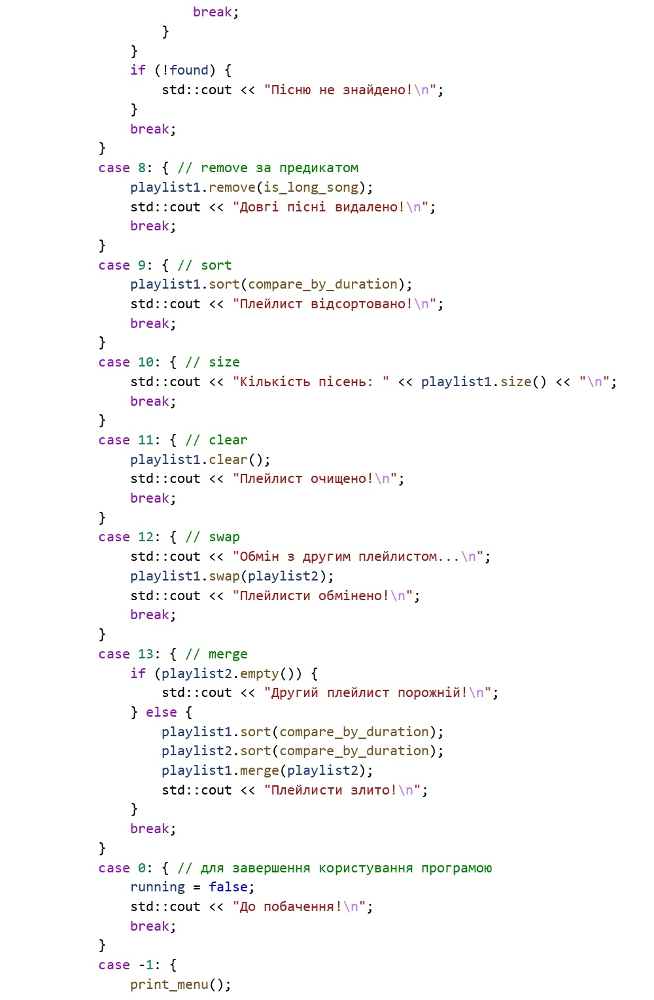 break;
}
}
if (!found) {
std::cout << "Пісню не знайдено!\n";
}
break;
}
case 8: { // remove за предикатом
playlist1.remove(is_long_song);
std::cout << "Довгі пісні видалено!\n";
break;
}
case 9: { // sort
playlist1.sort(compare_by_duration);
std::cout << "Плейлист відсортовано!\n";
break;
}
case 10: { // size
std::cout << "Кількість пісень: " << playlist1.size() << "\n";
break;
}
case 11: { // clear
playlist1.clear();
std::cout << "Плейлист очищено!\n";
break;
}
case 12: { // swap
std::cout << "Обмін з другим плейлистом...\n";
playlist1.swap(playlist2);
std::cout << "Плейлисти обмінено!\n";
break;
}
case 13: { // merge
if (playlist2.empty()) {
std::cout << "Другий плейлист порожній!\n";
} else {
playlist1.sort(compare_by_duration);
playlist2.sort(compare_by_duration);
playlist1.merge(playlist2);
std::cout << "Плейлисти злито!\n";
}
break;
}
case 0: { // для завершення користування програмою
running = false;
std::cout << "До побачення!\n";
break;
}
case -1: {
print_menu();